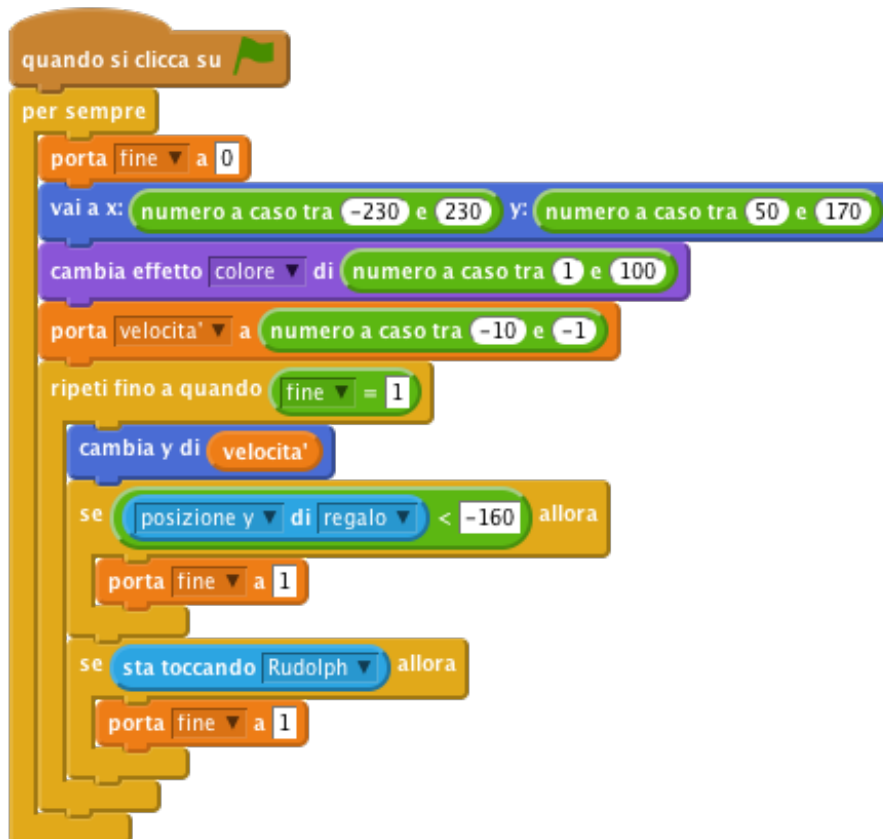 quando si clicca su
per sempre
porta fine a 0
vai a x: numero a caso tra -230 e 230 y: numero a caso tra 50 e 170
cambia effetto colore di numero a caso tra 1 e 100
porta velocita' a numero a caso tra -10 e -1
ripeti fino a quando fine = 1
cambia y di velocita'
se posizione y di regalo < -160 allora
porta fine a 1
se sta toccando Rudolph allora
porta fine a 1